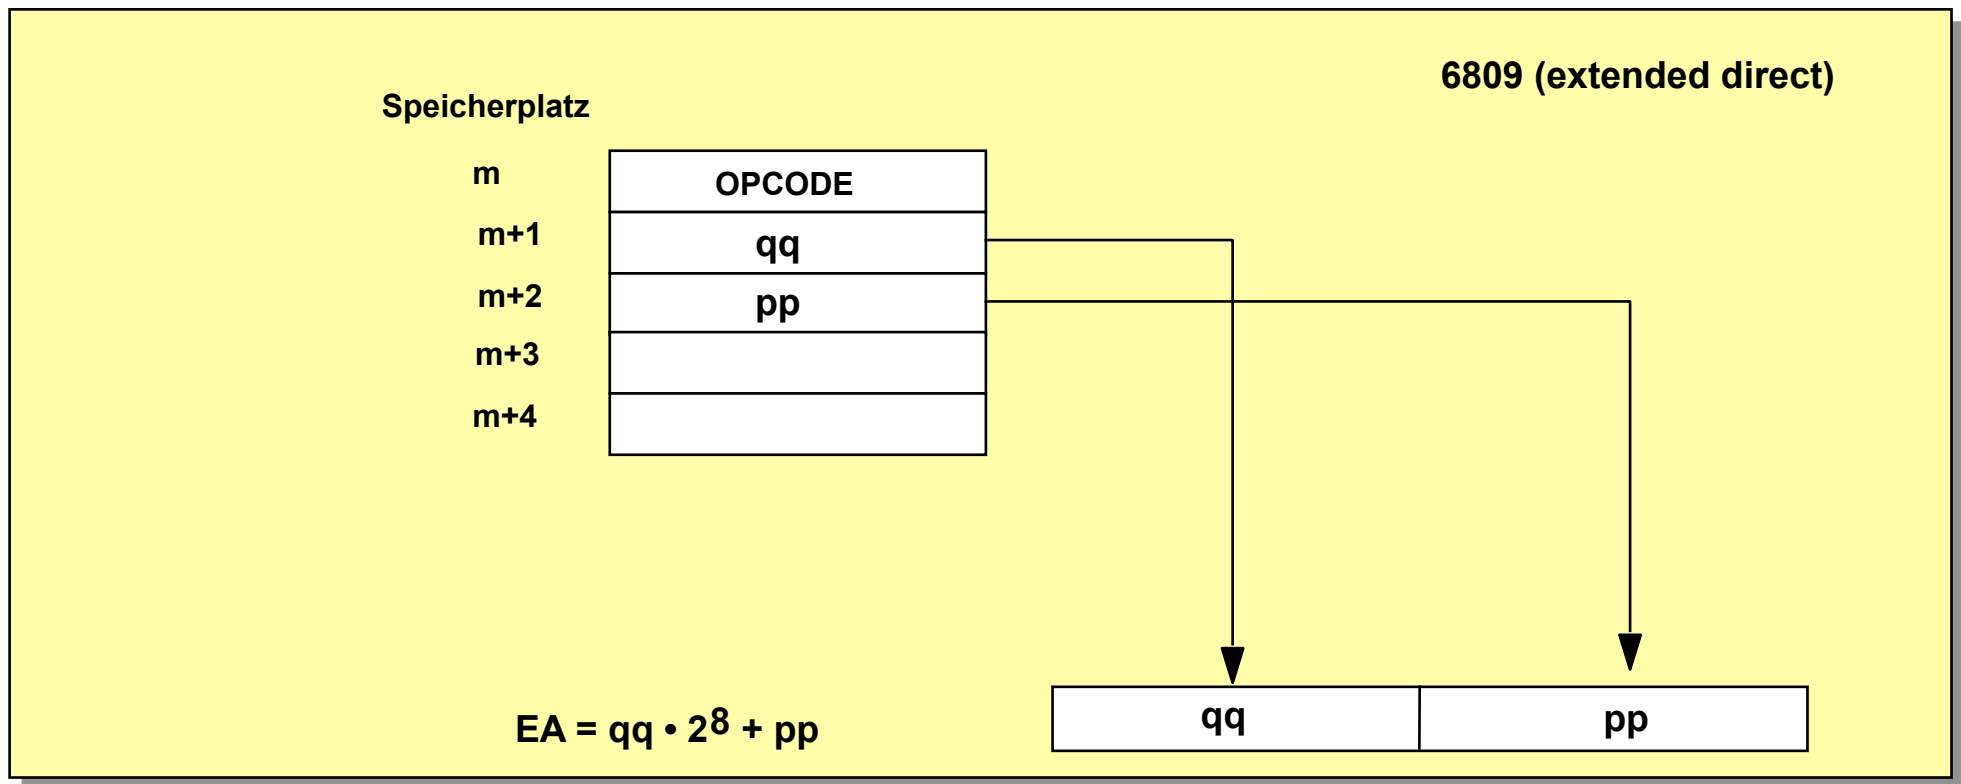 6809 (extended direct)
Speicherplatz
m
OPCODE
m+1
qq
m+2
pp
m+3
m+4
EA = qq • 2⁸ + pp
qq
pp